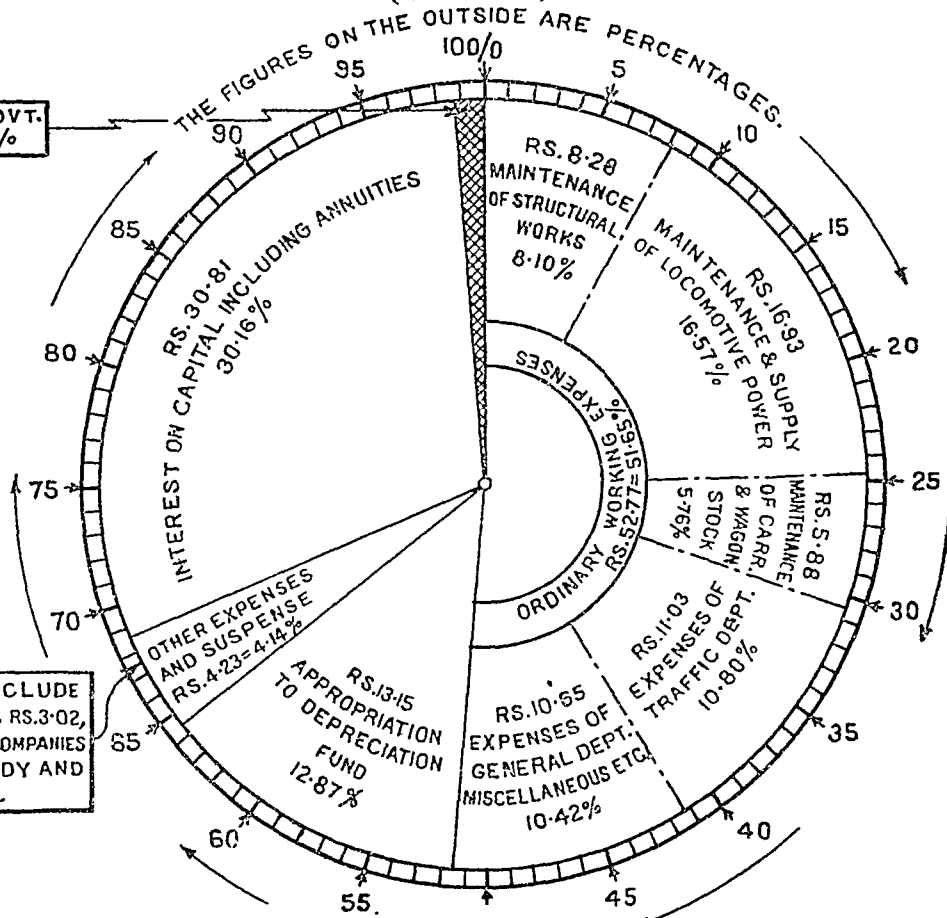 THE FIGURES ON THE OUTSIDE ARE PERCENTAGES.
100/0
5
10
15
20
25
30
35
40
45
55.
60
65
70
75
80
85
90
95
OVT.
%
RS. 8·28
MAINTENANCE
OF STRUCTURAL
WORKS
8·10%
RS. 16·93
MAINTENANCE & SUPPLY
OF LOCOMOTIVE POWER
16·57%
RS. 5·88
MAINTENANCE
OF CARR.
& WAGON
STOCK
5·76%
RS. 11·03
EXPENSES OF
TRAFFIC DEPT.
10·80%
RS. 10·65
EXPENSES OF
GENERAL DEPT.
MISCELLANEOUS ETC.
10·42%
ORDINARY WORKING EXPENSES
RS. 52·77=51·65%
RS. 13·15
APPROPRIATION
TO DEPRECIATION
FUND
12·87%
OTHER EXPENSES
AND SUSPENSE
RS. 4·23=4·14%
RS. 30·81
INTEREST ON CAPITAL INCLUDING ANNUITIES
30·16%
CLUDE
RS. 3·02,
OMPANIES
DY AND